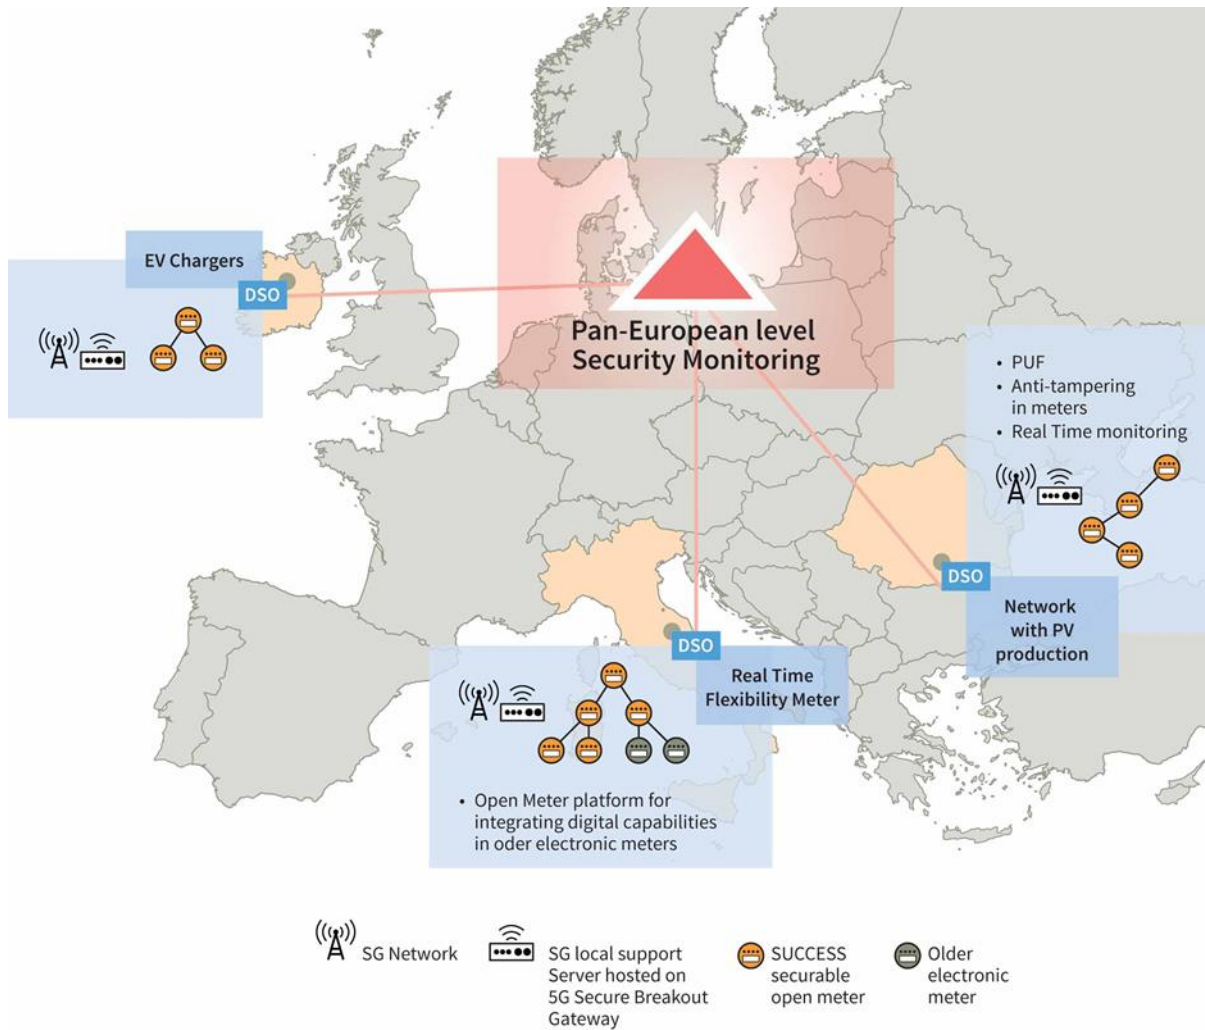 EV Chargers
DSO
Pan-European level
Security Monitoring
• PUF
• Anti-tampering
in meters
• Real Time monitoring
DSO
Network
with PV
production
DSO
Real Time
Flexibility Meter
• Open Meter platform for
integrating digital capabilities
in oder electronic meters
SG Network
SG local support
Server hosted on
5G Secure Breakout
Gateway
SUCCESS
securable
open meter
Older
electronic
meter